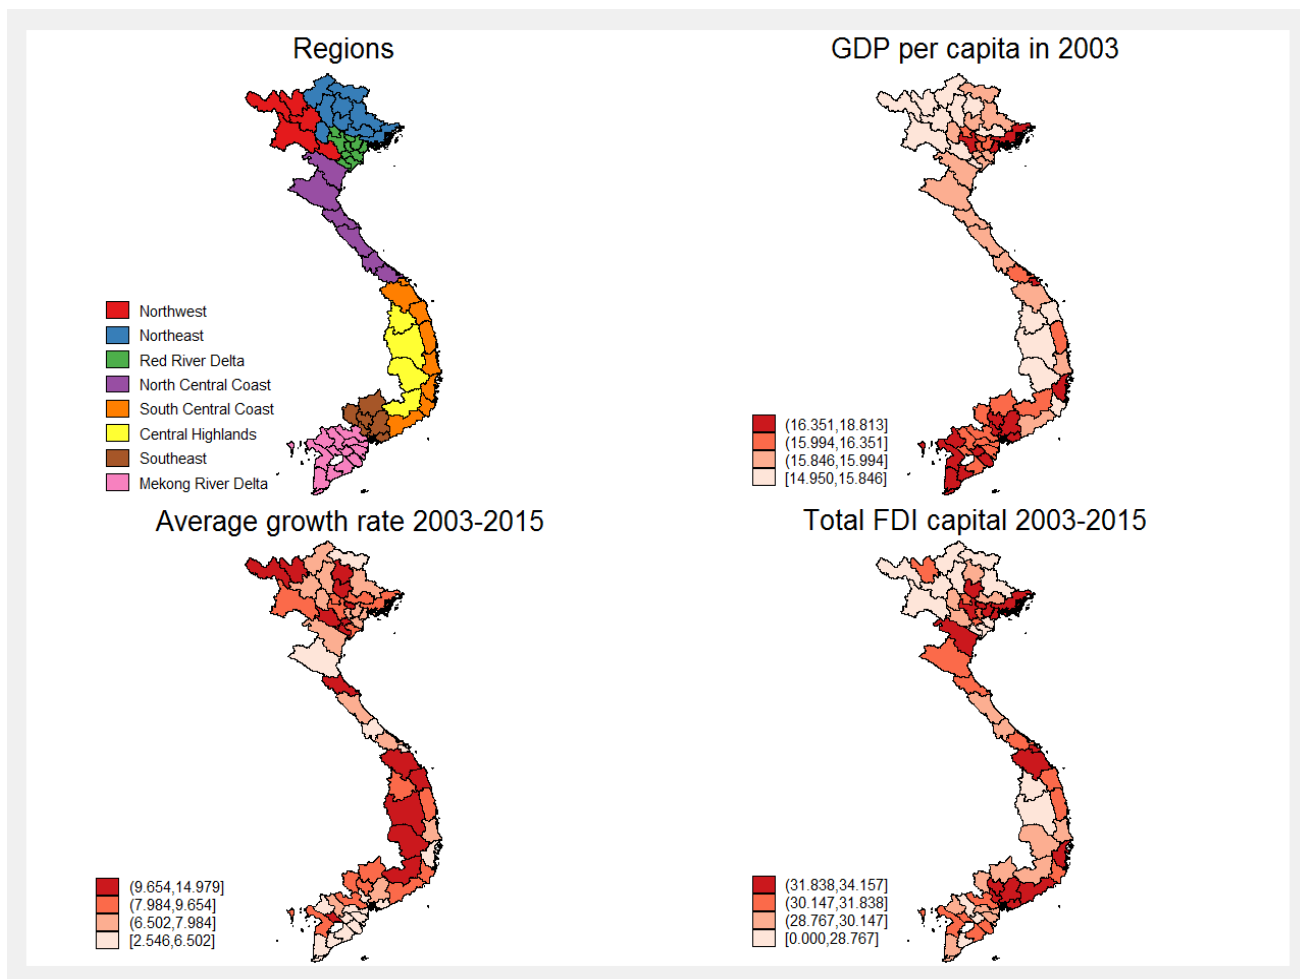 Regions
GDP per capita in 2003
Northwest
Northeast
Red River Delta
North Central Coast
South Central Coast
Central Highlands
Southeast
Mekong River Delta
(16.351,18.813]
(15.994,16.351]
(15.846,15.994]
[14.950,15.846]
Average growth rate 2003-2015
Total FDI capital 2003-2015
(9.654,14.979]
(7.984,9.654]
(6.502,7.984]
[2.546,6.502]
(31.838,34.157]
(30.147,31.838]
(28.767,30.147]
[0.000,28.767]